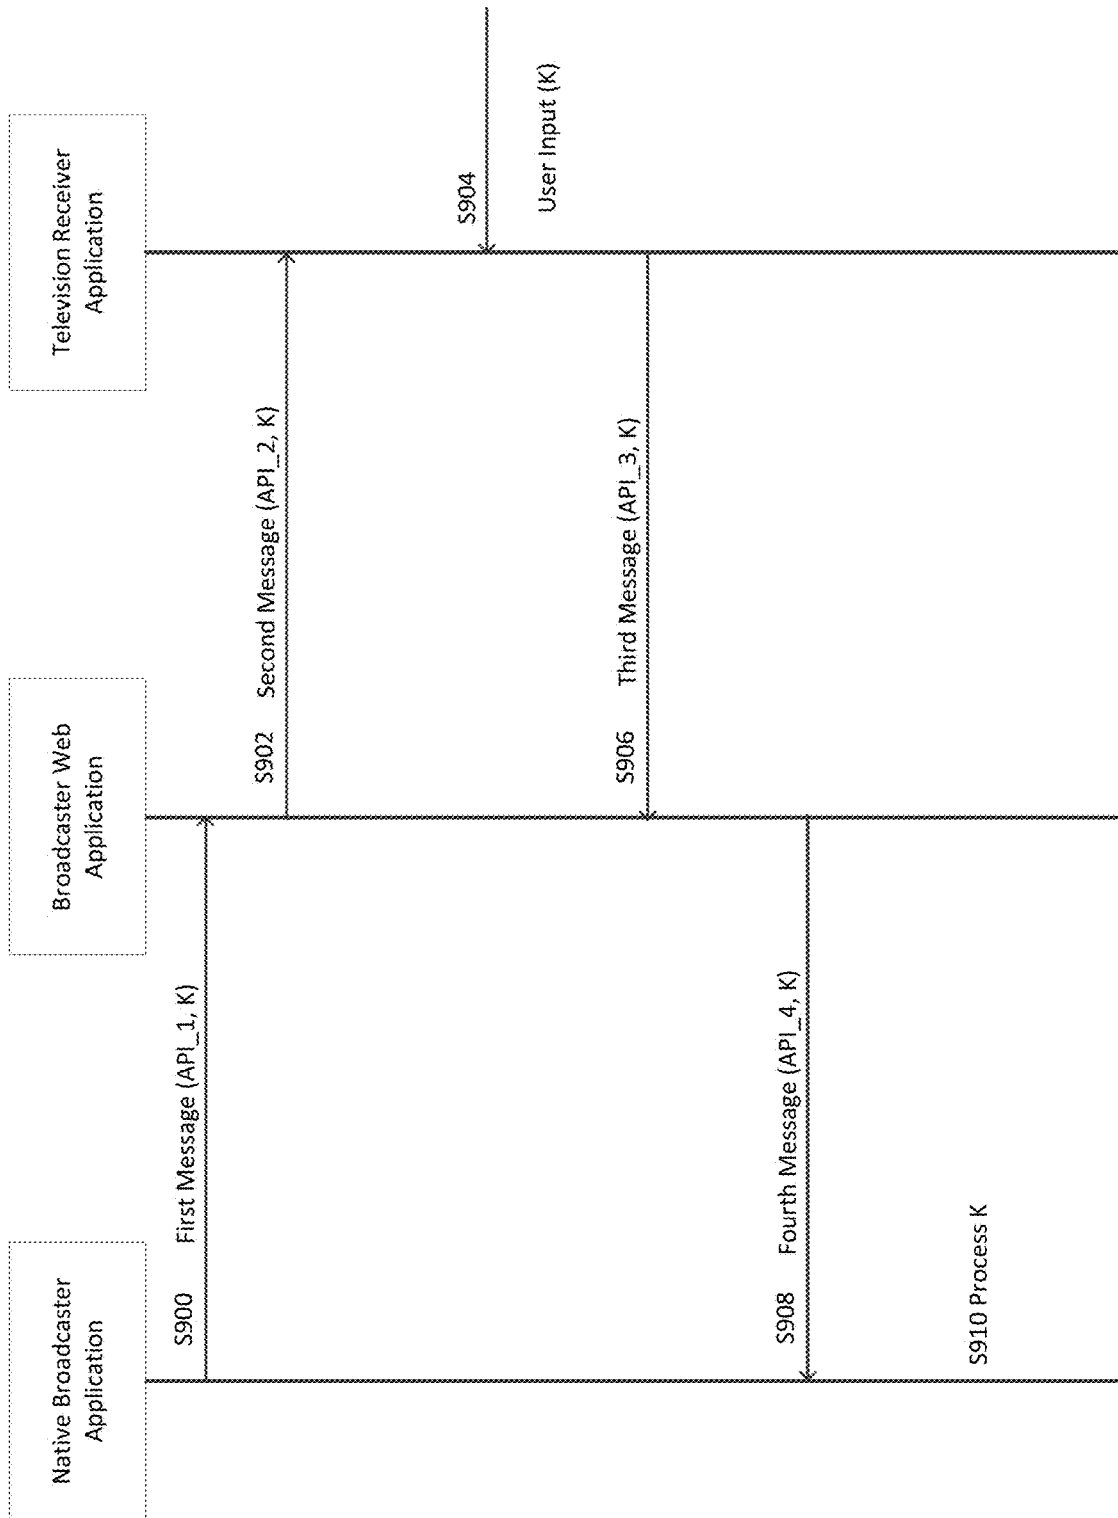 Native Broadcaster
Application
Broadcaster Web
Application
Television Receiver
Application
S900 First Message (API_1, K)
S902 Second Message (API_2, K)
S904
User Input (K)
S906 Third Message (API_3, K)
S908 Fourth Message (API_4, K)
S910 Process K